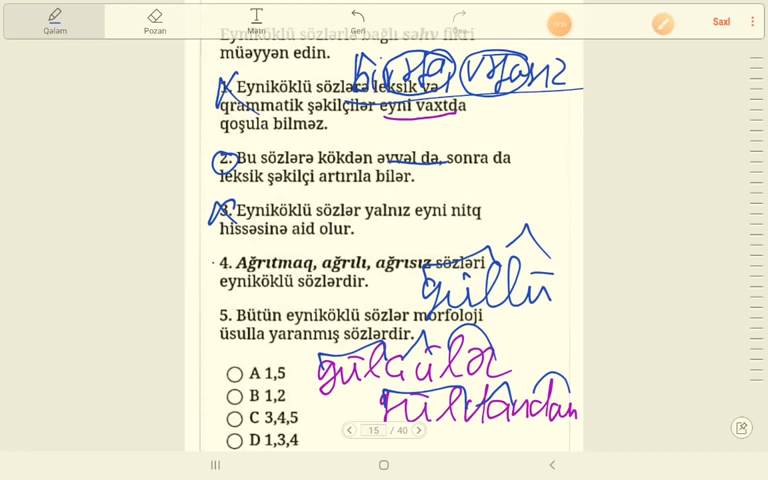 Qələm
Pozan
Mətn
Geri
Saxl
Eyniköklü sözlərlə bağlı səhv fikri
müəyyən edin.
1. Eyniköklü sözlərə leksik və
qrammatik şəkilçilər eyni vaxtda
qoşula bilməz.
2. Bu sözlərə kökdən əvvəl də, sonra da
leksik şəkilçi artırıla bilər.
3. Eyniköklü sözlər yalnız eyni nitq
hissəsinə aid olur.
4. Ağrıtmaq, ağrılı, ağrısız sözləri
eyniköklü sözlərdir.
güllü
5. Bütün eyniköklü sözlər morfoloji
üsulla yaranmış sözlərdir.
gülçülər
güldandan
A 1,5
B 1,2
C 3,4,5
D 1,3,4
15 / 40